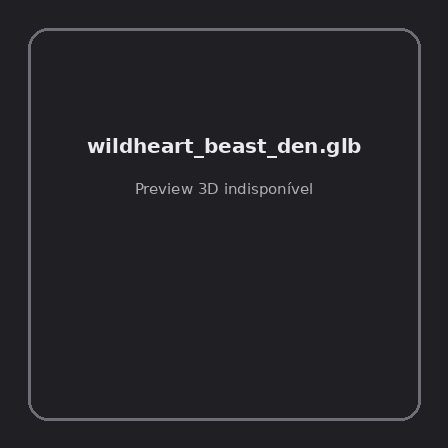 wildheart_beast_den.glb
Preview 3D indisponível